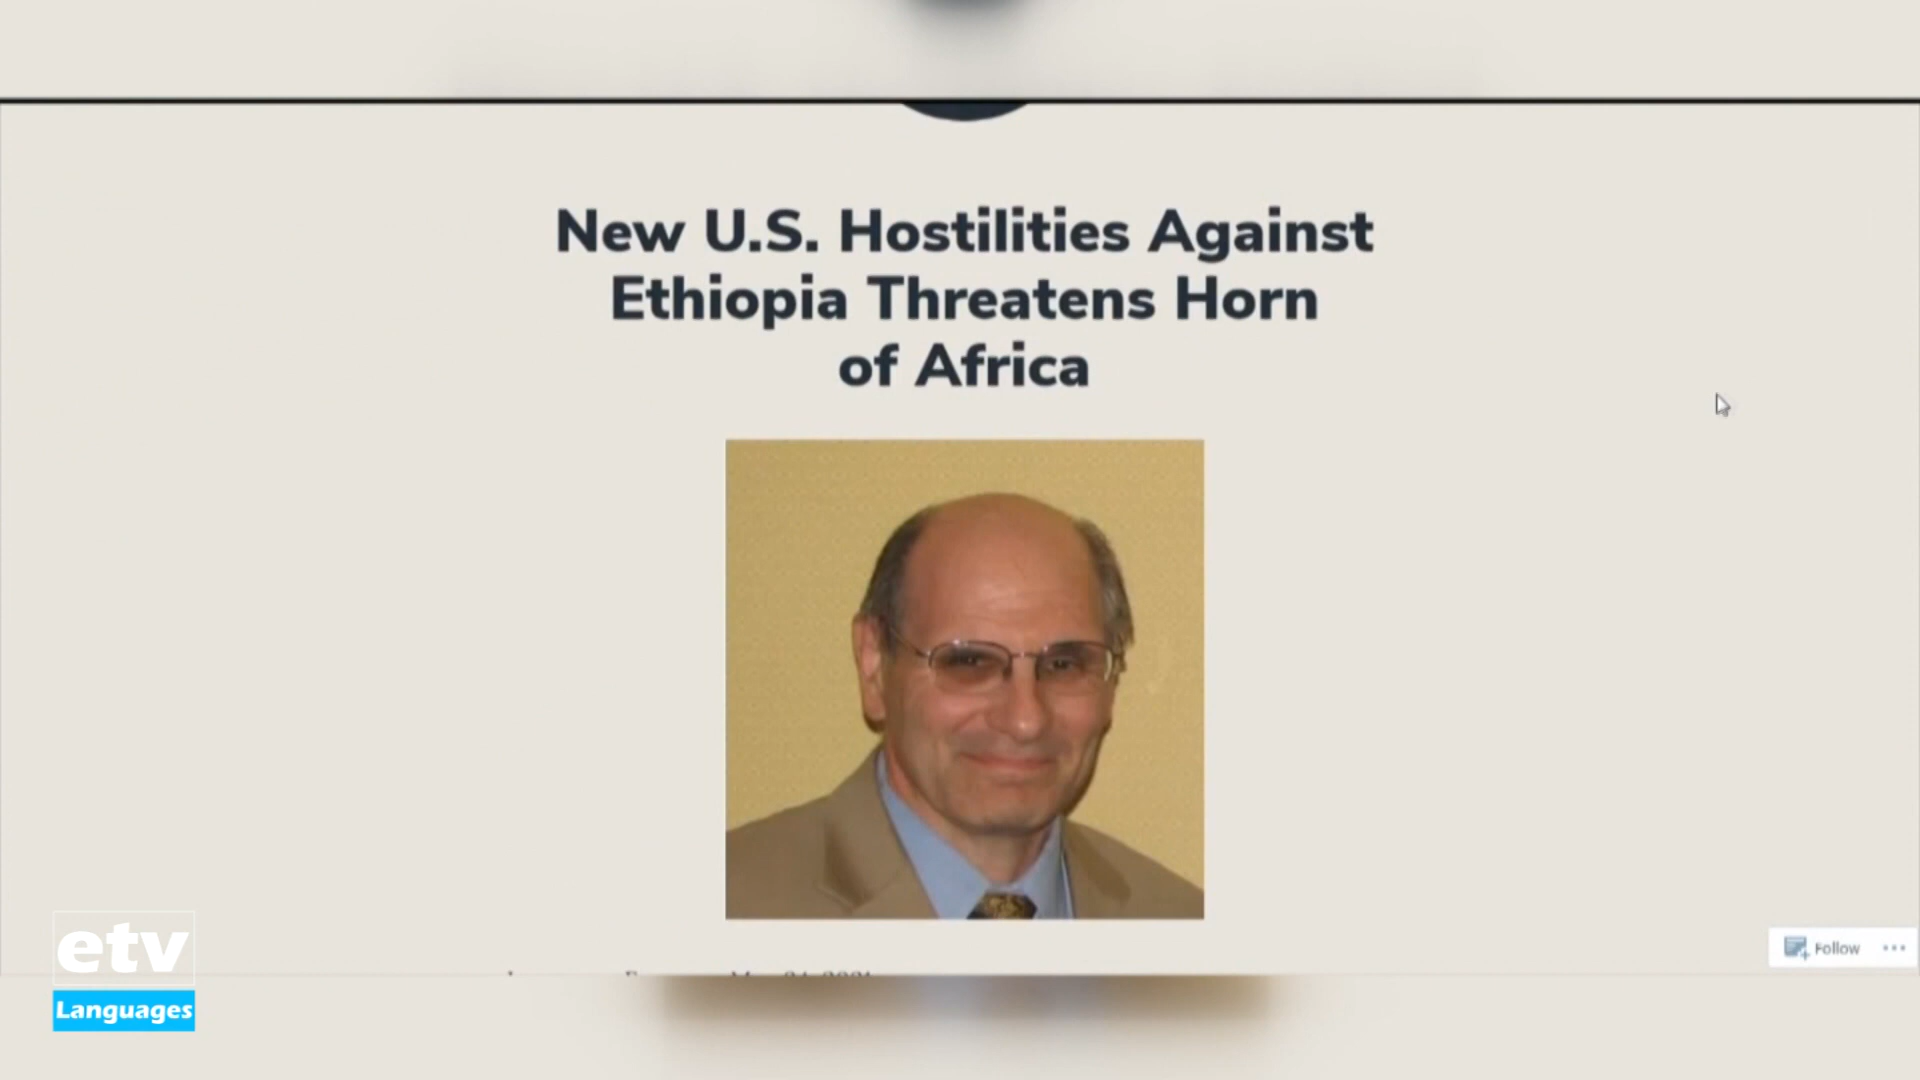 New U.S. Hostilities Against
Ethiopia Threatens Horn
of Africa
Follow
etv
Languages